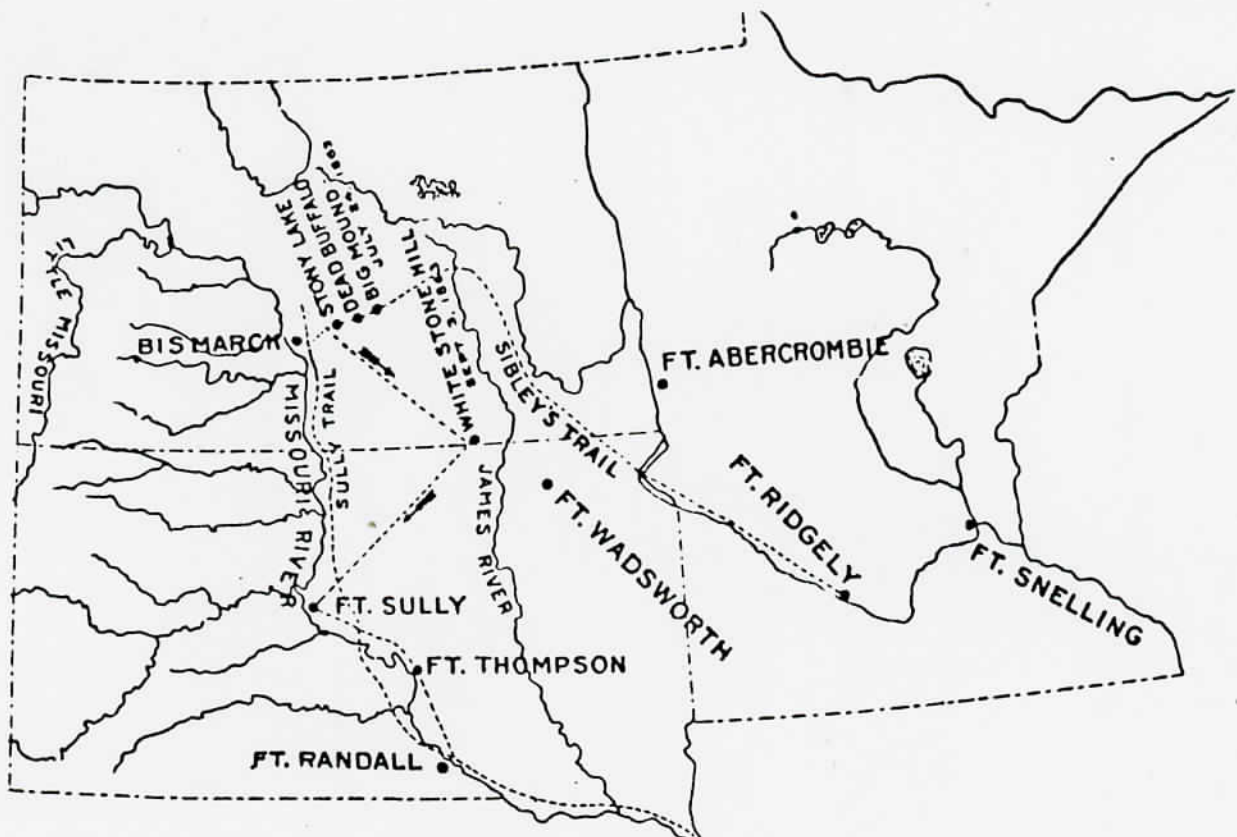 STONY LAKE
DEAD BUFFALO
BIG MOUND
JULY 24, 1863
WHITE STONE HILL
SEPT 3, 1863
LITTLE MISSOURI
BISMARCK
MISSOURI RIVER
SULLY TRAIL
SIBLEY'S TRAIL
JAMES RIVER
FT. ABERCROMBIE
FT. WADSWORTH
FT. RIDGELY
FT. SNELLING
FT. SULLY
FT. THOMPSON
FT. RANDALL